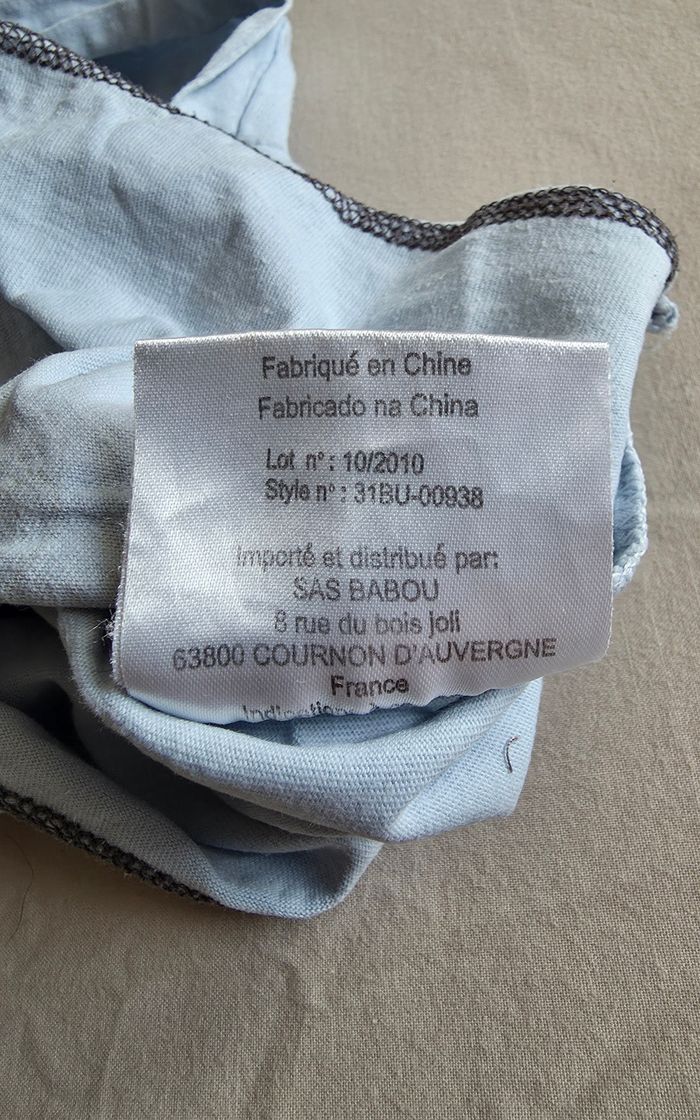 Fabriqué en Chine
Fabricado na China
Lot n° : 10/2010
Style n° : 31BU-00938
Importé et distribué par:
SAS BABOU
8 rue du bois joli
63800 COURNON D'AUVERGNE
France